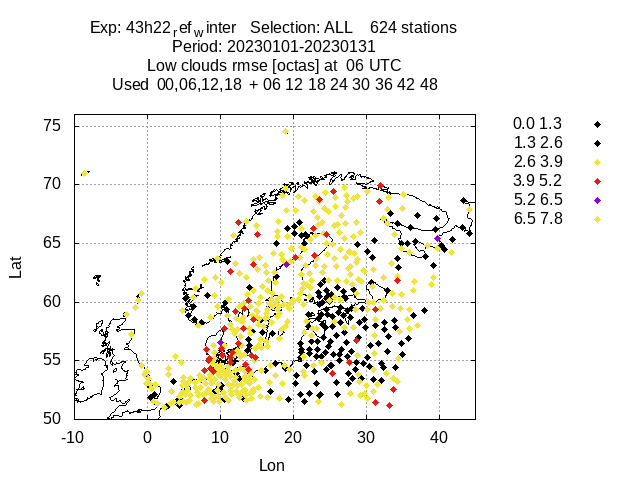 Exp: 43h22ref winter Selection: ALL 624 stations
Period: 20230101-20230131
Low clouds rmse [octas] at 06 UTC
Used 00,06,12,18 + 06 12 18 24 30 36 42 48
75
70
65
60
55
50
Lat
-10 0 10 20 30 40
Lon
0.0 1.3
1.3 2.6
2.6 3.9
3.9 5.2
5.2 6.5
6.5 7.8